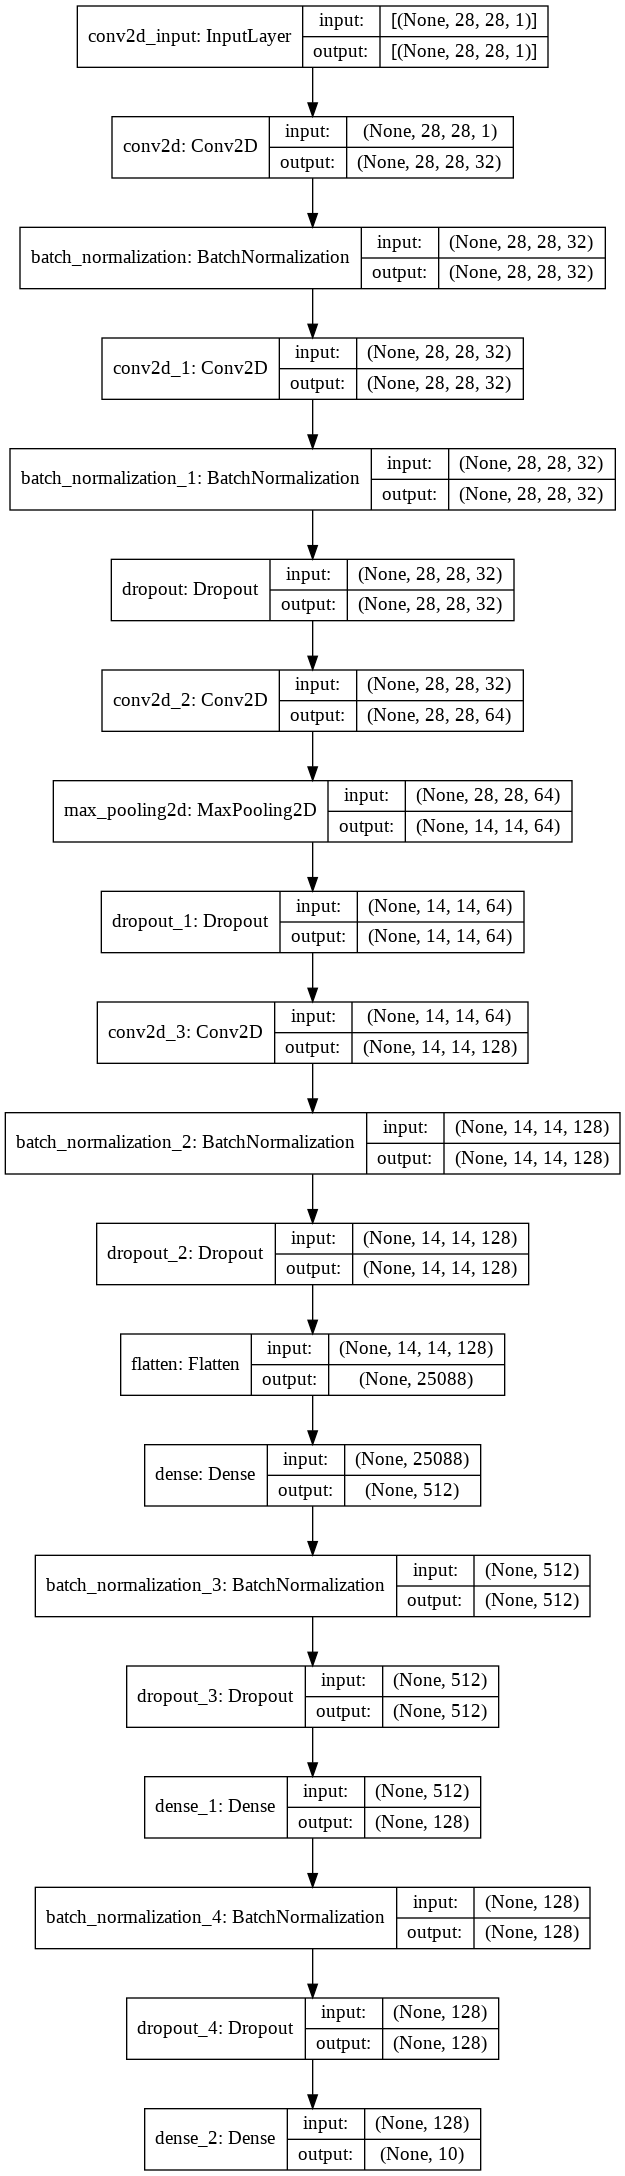 conv2d_input: InputLayer
input:
[(None, 28, 28, 1)]
output:
[(None, 28, 28, 1)]
conv2d: Conv2D
input:
(None, 28, 28, 1)
output:
(None, 28, 28, 32)
batch_normalization: BatchNormalization
input:
(None, 28, 28, 32)
output:
(None, 28, 28, 32)
conv2d_1: Conv2D
input:
(None, 28, 28, 32)
output:
(None, 28, 28, 32)
batch_normalization_1: BatchNormalization
input:
(None, 28, 28, 32)
output:
(None, 28, 28, 32)
dropout: Dropout
input:
(None, 28, 28, 32)
output:
(None, 28, 28, 32)
conv2d_2: Conv2D
input:
(None, 28, 28, 32)
output:
(None, 28, 28, 64)
max_pooling2d: MaxPooling2D
input:
(None, 28, 28, 64)
output:
(None, 14, 14, 64)
dropout_1: Dropout
input:
(None, 14, 14, 64)
output:
(None, 14, 14, 64)
conv2d_3: Conv2D
input:
(None, 14, 14, 64)
output:
(None, 14, 14, 128)
batch_normalization_2: BatchNormalization
input:
(None, 14, 14, 128)
output:
(None, 14, 14, 128)
dropout_2: Dropout
input:
(None, 14, 14, 128)
output:
(None, 14, 14, 128)
flatten: Flatten
input:
(None, 14, 14, 128)
output:
(None, 25088)
dense: Dense
input:
(None, 25088)
output:
(None, 512)
batch_normalization_3: BatchNormalization
input:
(None, 512)
output:
(None, 512)
dropout_3: Dropout
input:
(None, 512)
output:
(None, 512)
dense_1: Dense
input:
(None, 512)
output:
(None, 128)
batch_normalization_4: BatchNormalization
input:
(None, 128)
output:
(None, 128)
dropout_4: Dropout
input:
(None, 128)
output:
(None, 128)
dense_2: Dense
input:
(None, 128)
output:
(None, 10)